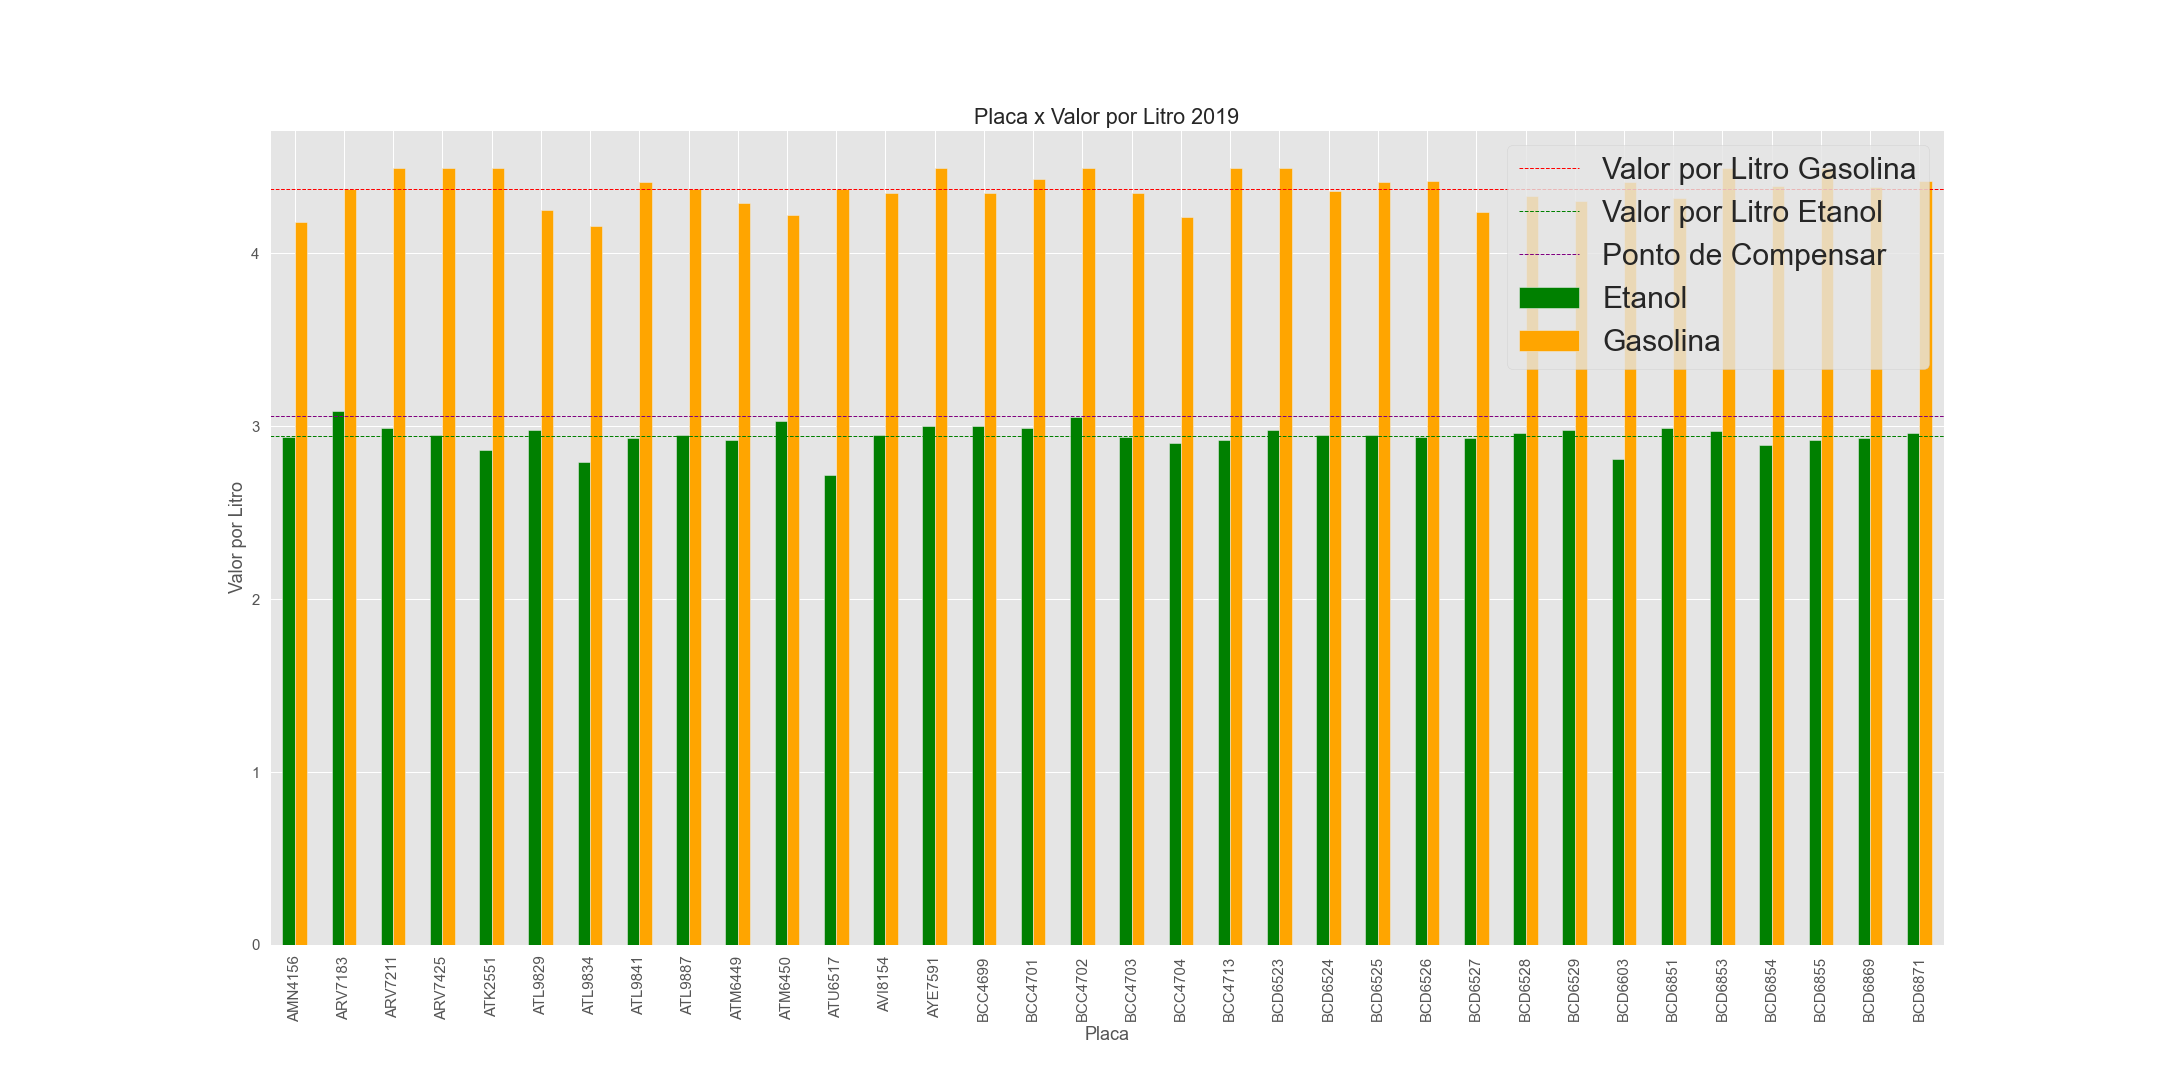 Placa x Valor por Litro 2019
Valor por Litro Gasolina
Valor por Litro Etanol
Ponto de Compensar
Etanol
Gasolina
4
3
2
1
0
Valor por Litro
AMN4156
ARV7183
ARV7211
ARV7425
ATK2551
ATL9829
ATL9834
ATL9841
ATL9887
ATM6449
ATM6450
ATU6517
AVI8154
AYE7591
BCC4699
BCC4701
BCC4702
BCC4703
BCC4704
BCC4713
BCD6523
BCD6524
BCD6525
BCD6526
BCD6527
BCD6528
BCD6529
BCD6603
BCD6851
BCD6853
BCD6854
BCD6855
BCD6869
BCD6871
Placa